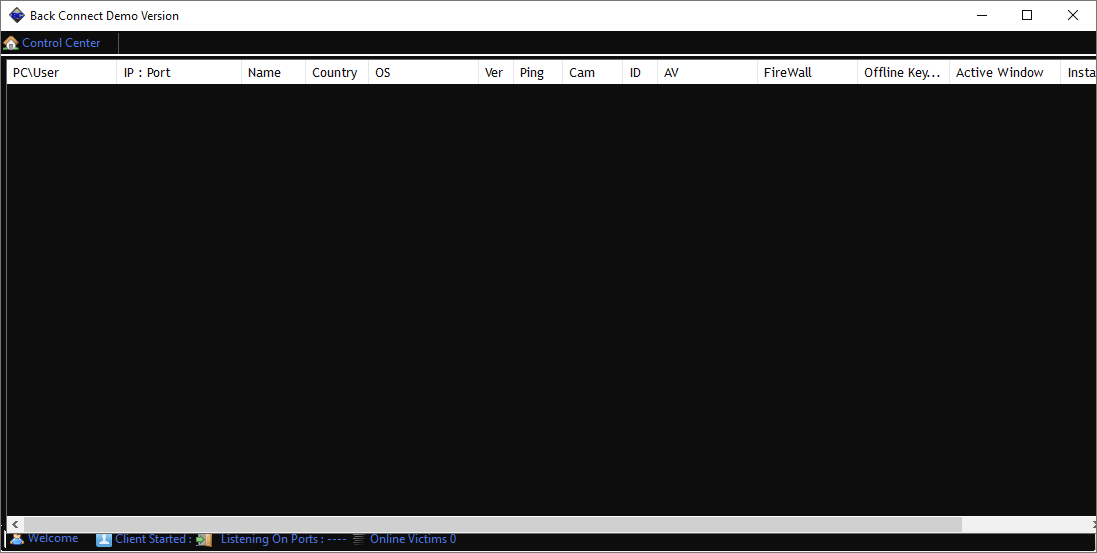 Back Connect Demo Version
Control Center
PC\User IP : Port Name Country OS Ver Ping Cam ID AV FireWall Offline Key... Active Window Insta
Welcome Client Started : Listening On Ports : ---- Online Victims 0